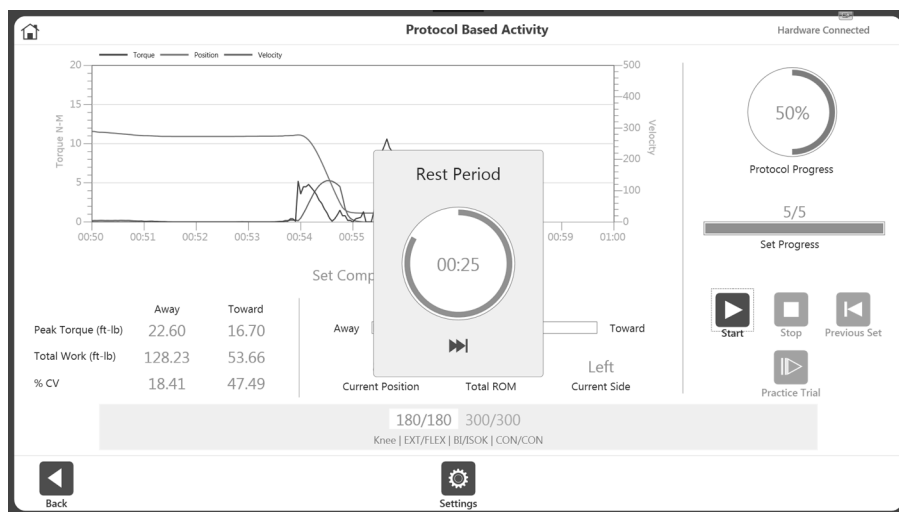 Protocol Based Activity
Hardware Connected
Torque Position Velocity
20
15
10
5
0
Torque N-M
500
400
300
200
100
0
Velocity
00:50 00:51 00:52 00:53 00:54 00:55 00:59 01:00
50%
Protocol Progress
5/5
Set Progress
Rest Period
00:25
Set Comp
Away Toward
Peak Torque (ft-lb) 22.60 16.70
Total Work (ft-lb) 128.23 53.66
% CV 18.41 47.49
Away Toward
Left
Current Position Total ROM Current Side
Start Stop Previous Set
Practice Trial
180/180 300/300
Knee | EXT/FLEX | BI/ISOK | CON/CON
Back
Settings